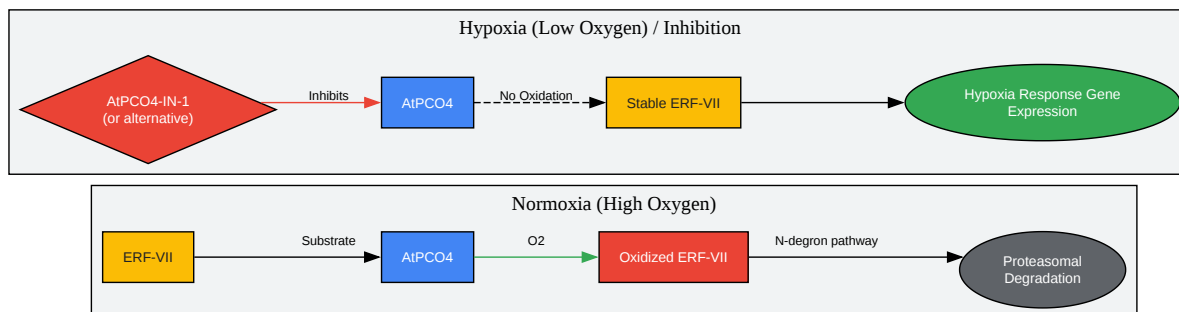 Hypoxia (Low Oxygen) / Inhibition
AtPCO4-IN-1
(or alternative)
Inhibits
AtPCO4
No Oxidation
Stable ERF-VII
Hypoxia Response Gene
Expression
Normoxia (High Oxygen)
ERF-VII
Substrate
AtPCO4
O2
Oxidized ERF-VII
N-degron pathway
Proteasomal
Degradation